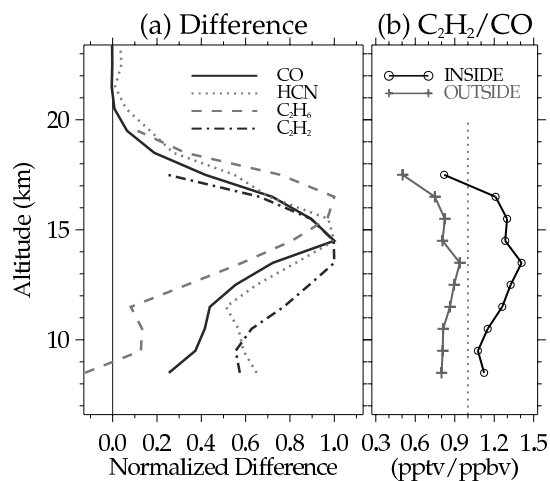 (a) Difference
(b) C₂H₂/CO
CO
HCN
C₂H₆
C₂H₂
INSIDE
OUTSIDE
20
15
10
Altitude (km)
0.0 0.2 0.4 0.6 0.8 1.0
Normalized Difference
0.3 0.6 0.9 1.2 1.5
(pptv/ppbv)